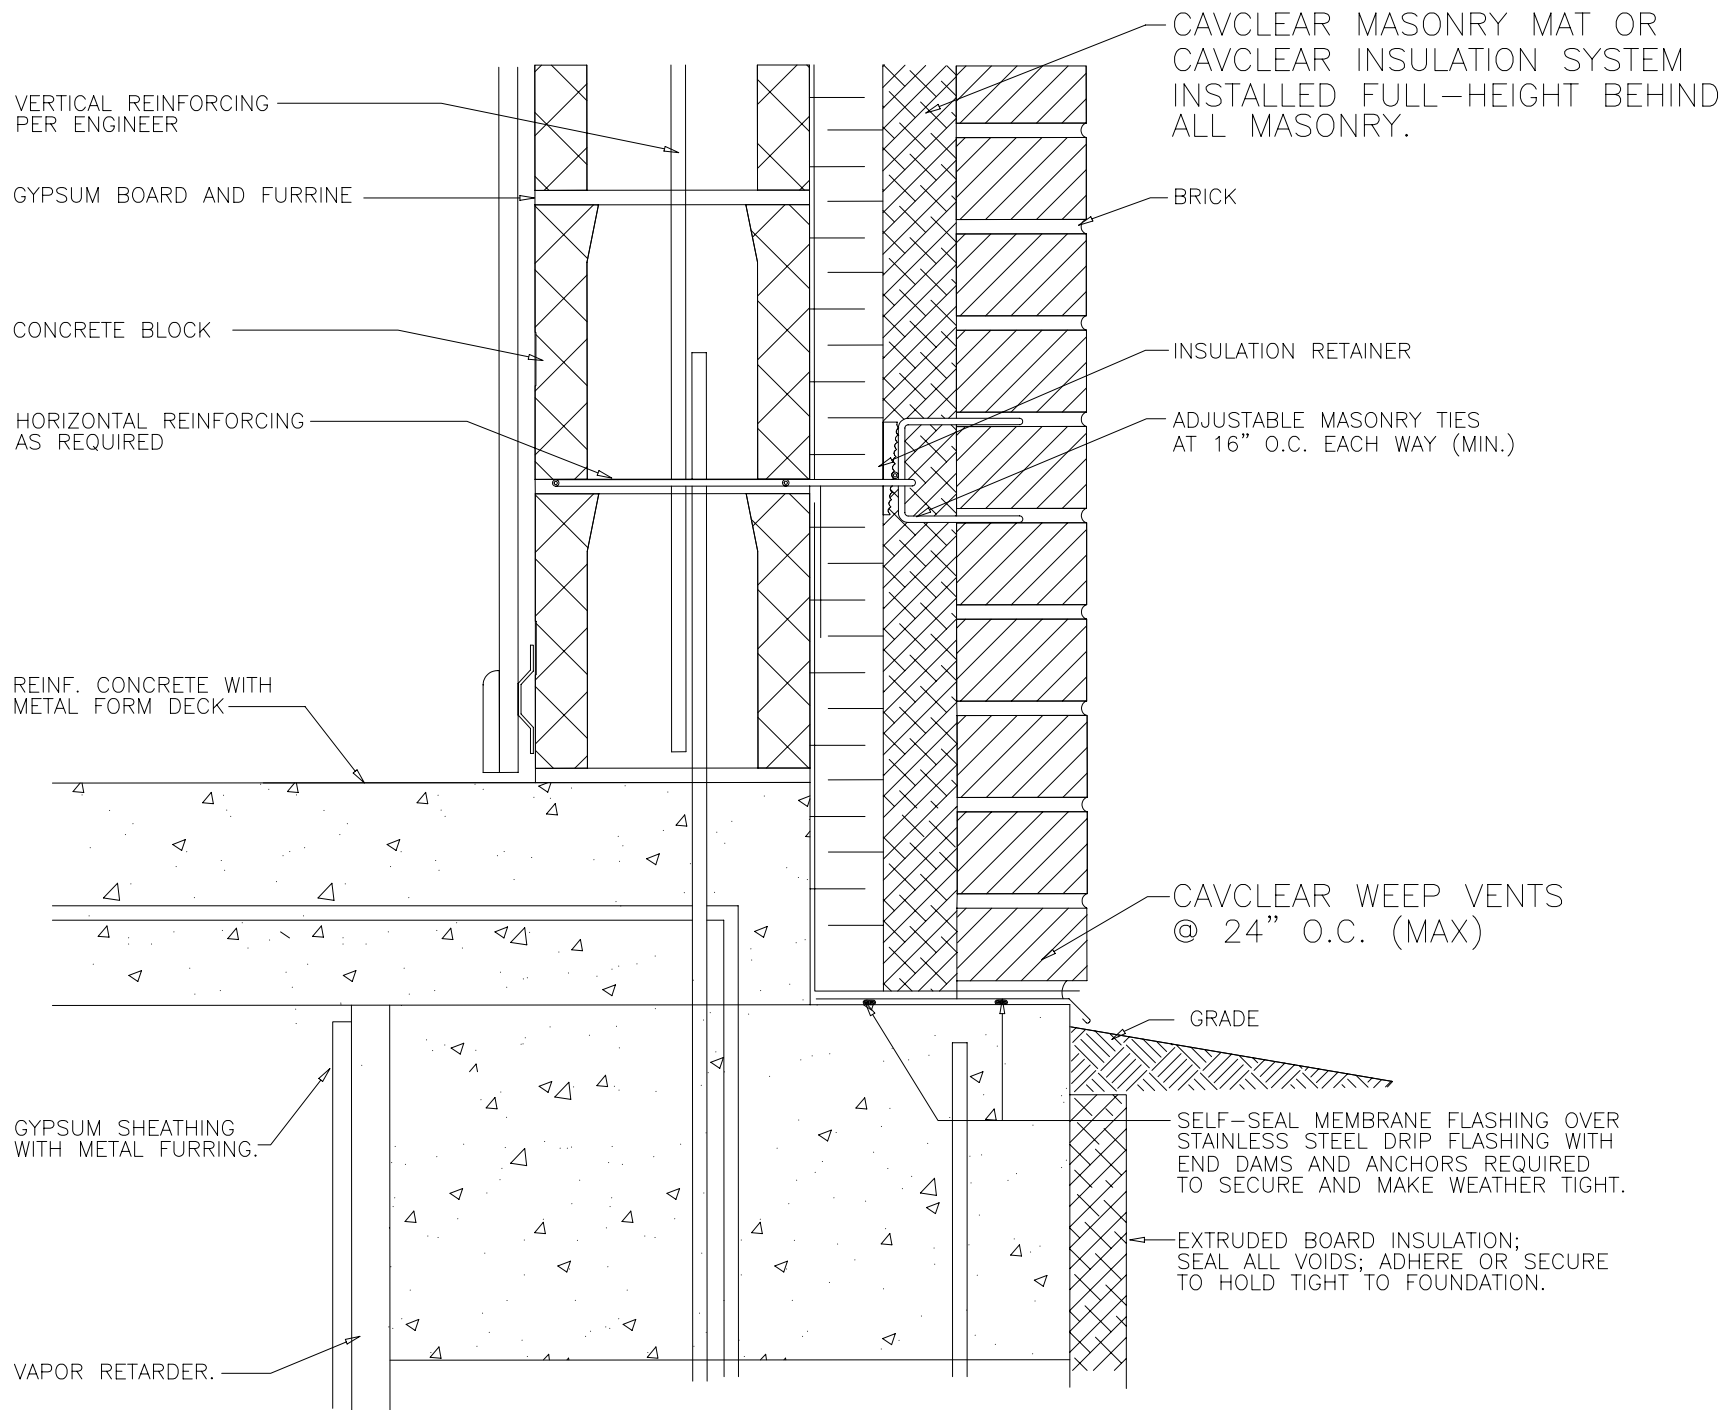 CAVCLEAR MASONRY MAT OR
CAVCLEAR INSULATION SYSTEM
INSTALLED FULL-HEIGHT BEHIND
ALL MASONRY.
VERTICAL REINFORCING
PER ENGINEER
GYPSUM BOARD AND FURRINE
BRICK
CONCRETE BLOCK
INSULATION RETAINER
HORIZONTAL REINFORCING
AS REQUIRED
ADJUSTABLE MASONRY TIES
AT 16" O.C. EACH WAY (MIN.)
REINF. CONCRETE WITH
METAL FORM DECK
CAVCLEAR WEEP VENTS
@ 24" O.C. (MAX)
GRADE
GYPSUM SHEATHING
WITH METAL FURRING.
SELF-SEAL MEMBRANE FLASHING OVER
STAINLESS STEEL DRIP FLASHING WITH
END DAMS AND ANCHORS REQUIRED
TO SECURE AND MAKE WEATHER TIGHT.
EXTRUDED BOARD INSULATION;
SEAL ALL VOIDS; ADHERE OR SECURE
TO HOLD TIGHT TO FOUNDATION.
VAPOR RETARDER.